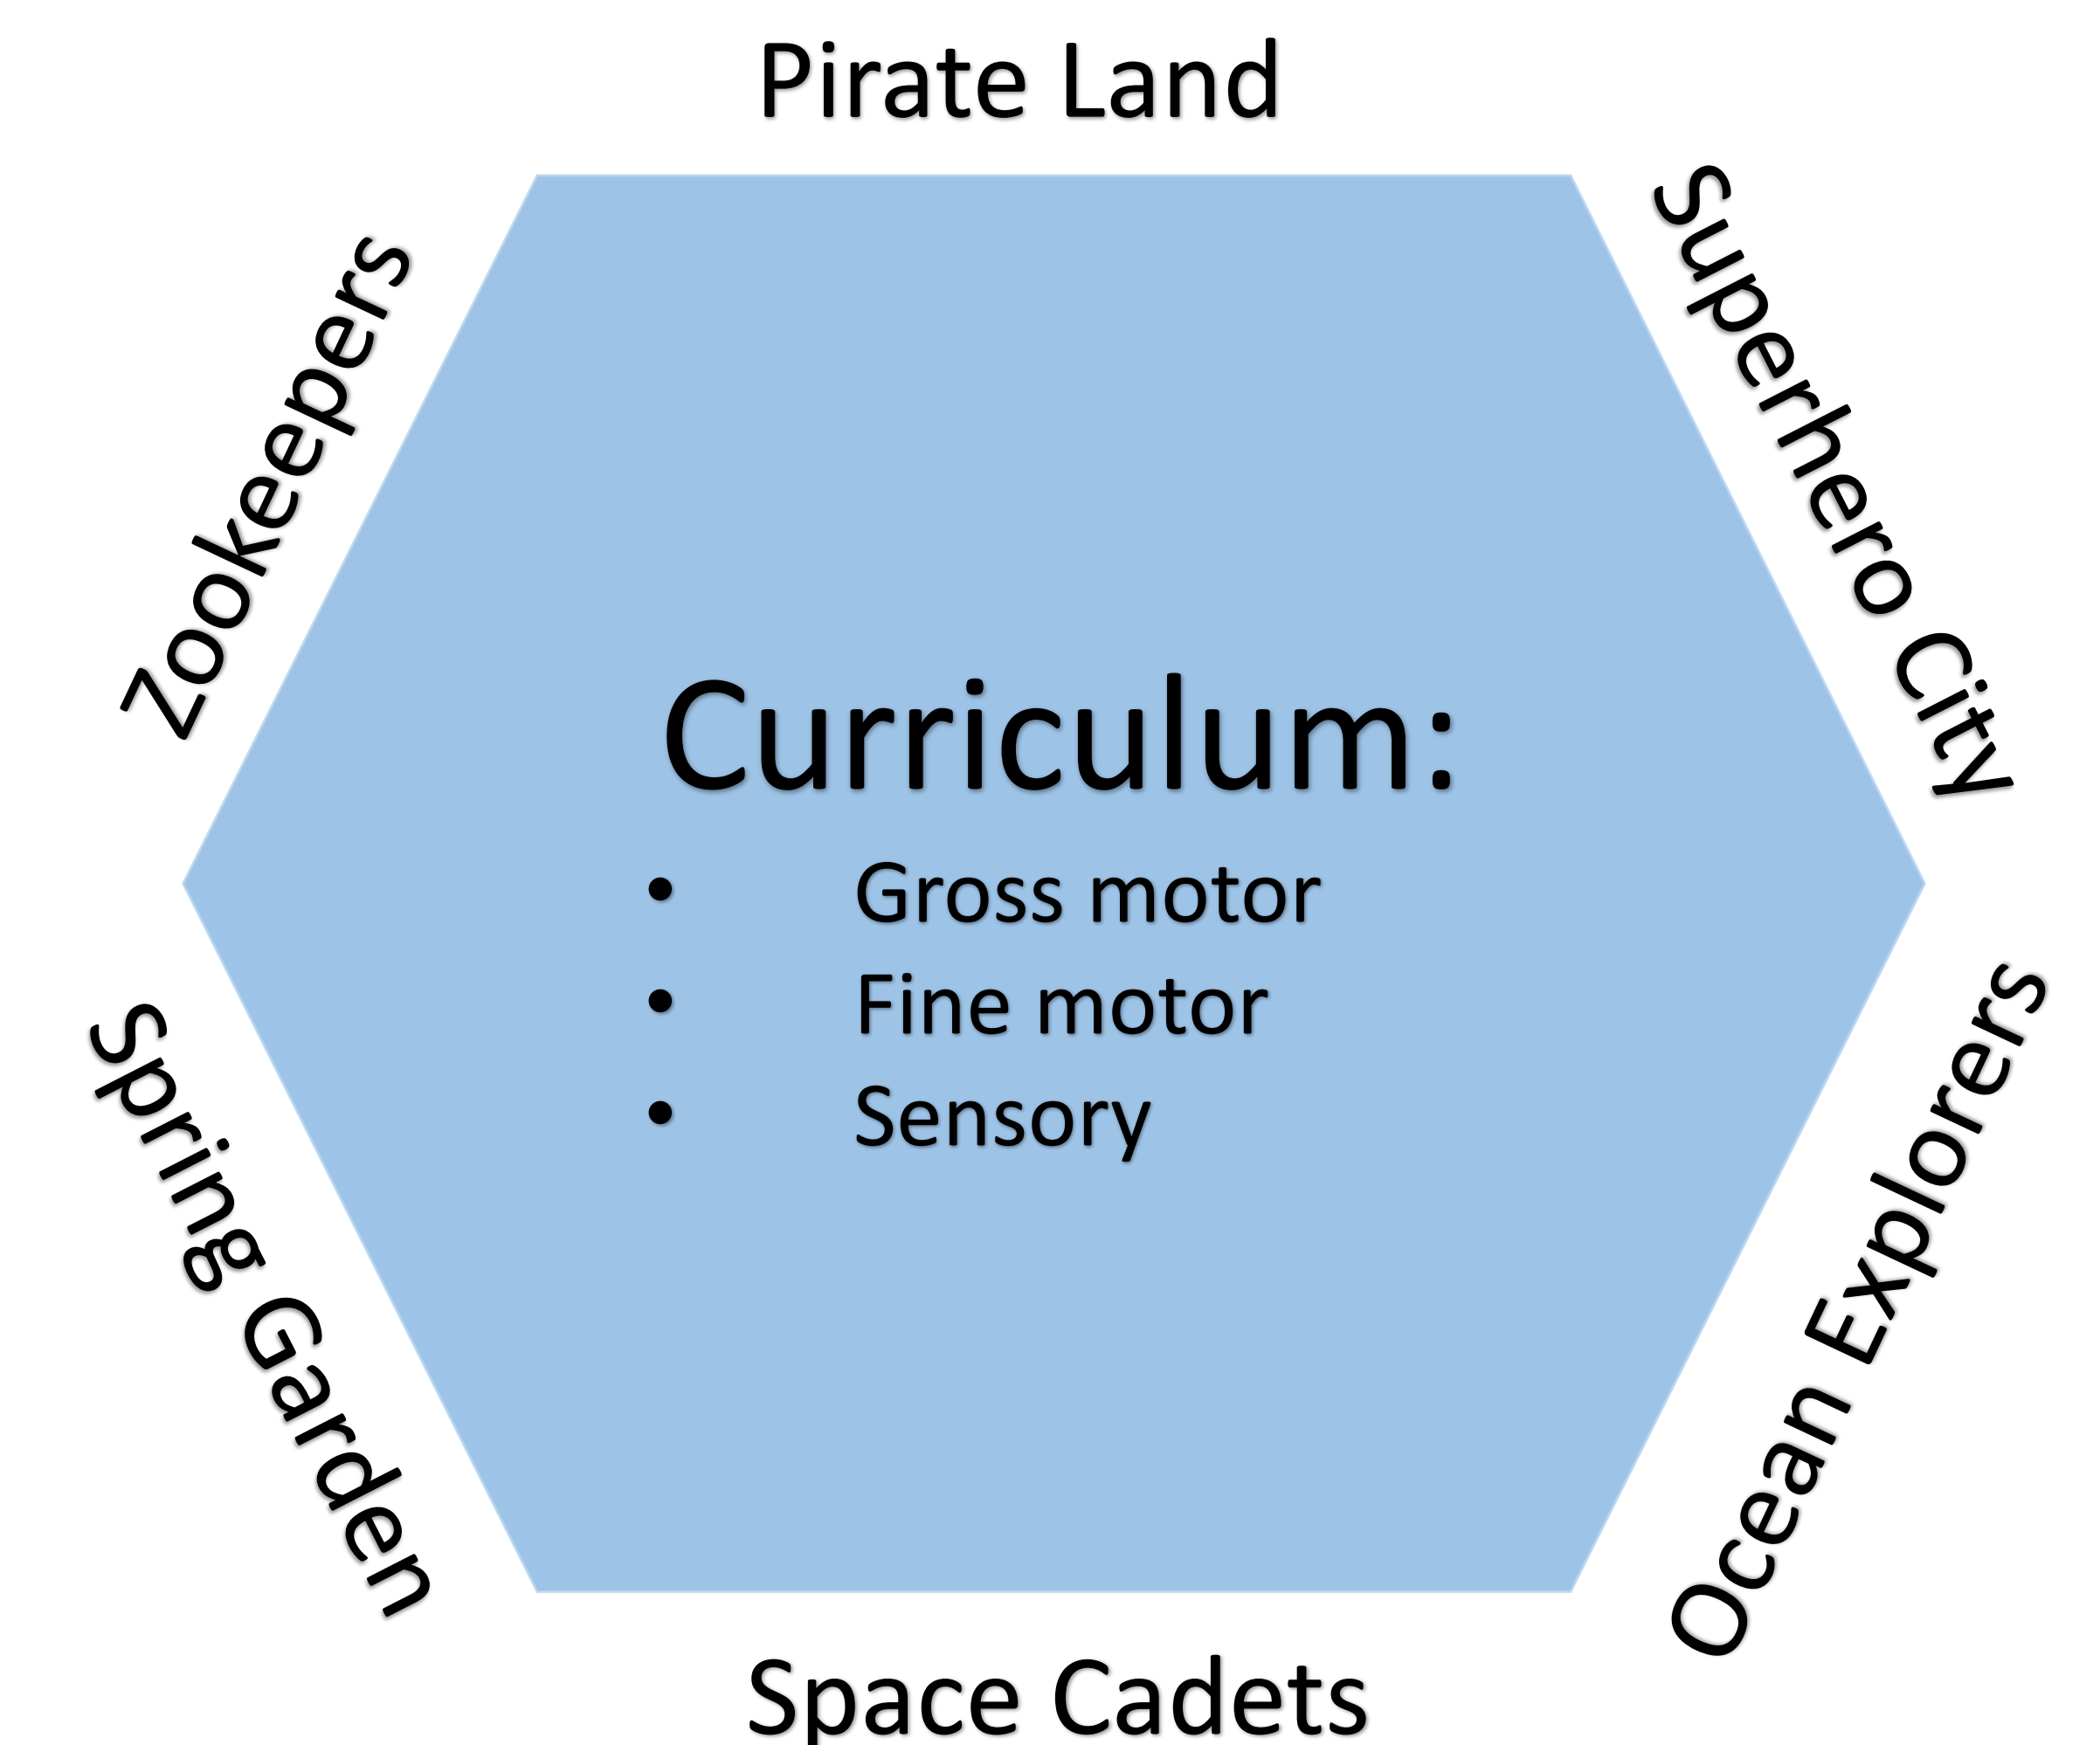 Pirate Land
Superhero City
Zookeepers
Curriculum:
• Gross motor
• Fine motor
• Sensory
Ocean Explorers
Spring Garden
Space Cadets